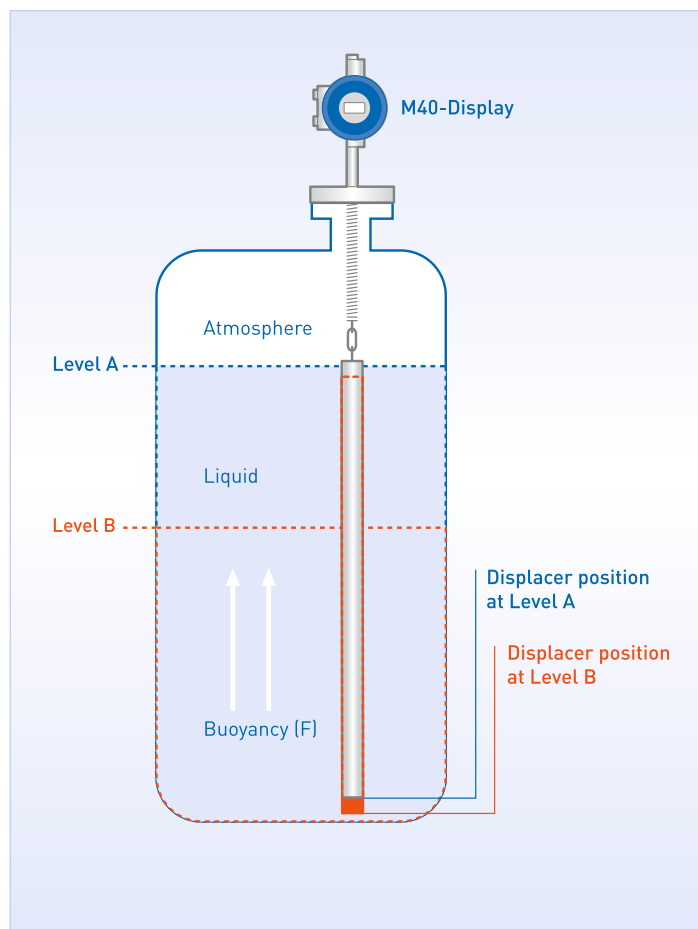 M40-Display
Atmosphere
Level A
Liquid
Level B
Displacer position
at Level A
Displacer position
at Level B
Buoyancy (F)